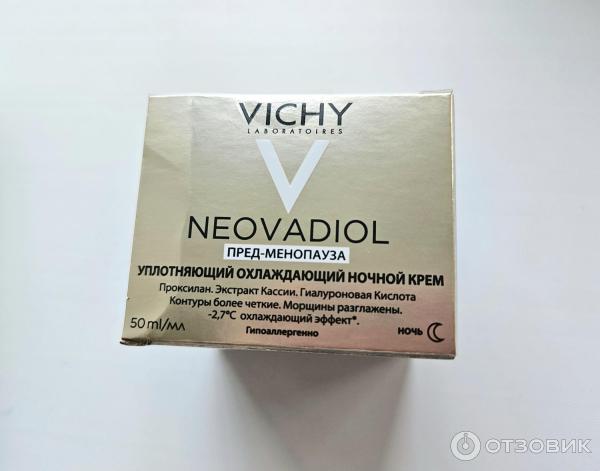 VICHY
LABORATOIRES
V
NEOVADIOL
ПРЕД-МЕНОПАУЗА
УПЛОТНЯЮЩИЙ ОХЛАЖДАЮЩИЙ НОЧНОЙ КРЕМ
Проксилан. Экстракт Кассии. Гиалуроновая Кислота
Контуры более четкие. Морщины разглажены.
-2,7°C охлаждающий эффект*.
Гипоаллергенно
50 ml/мл
НОЧЬ
ОТЗОВИК